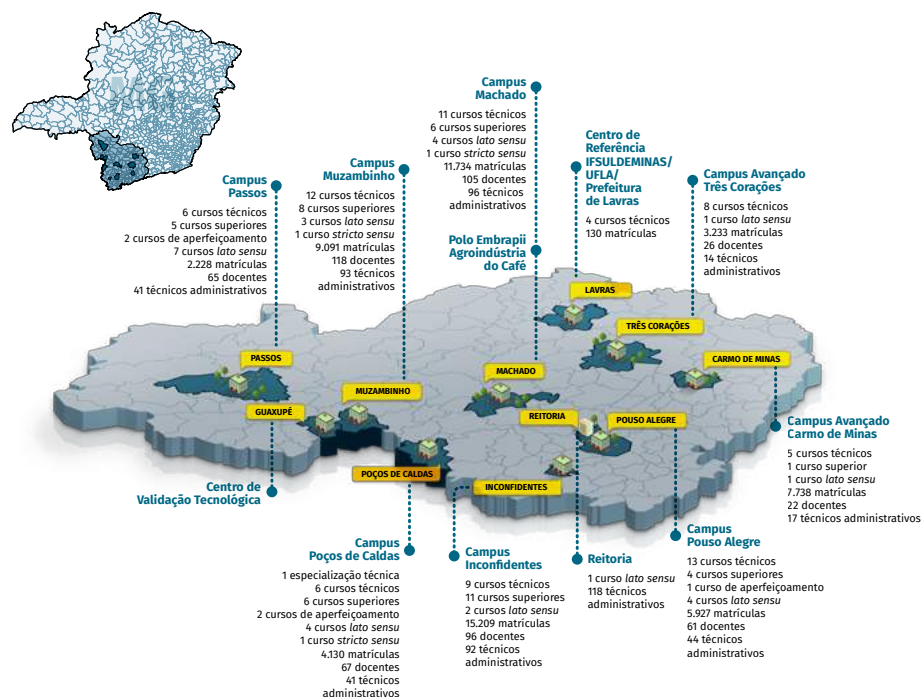 Campus
Passos
6 cursos técnicos
5 cursos superiores
2 cursos de aperfeiçoamento
7 cursos lato sensu
2.228 matrículas
65 docentes
41 técnicos administrativos
Campus
Muzambinho
12 cursos técnicos
8 cursos superiores
3 cursos lato sensu
1 curso stricto sensu
9.091 matrículas
118 docentes
93 técnicos
administrativos
Campus
Machado
11 cursos técnicos
6 cursos superiores
4 cursos lato sensu
1 curso stricto sensu
11.734 matrículas
105 docentes
96 técnicos
administrativos
Polo Embrapii
Agroindústria
do Café
Centro de
Referência
IFSULDEMINAS/
UFLA/
Prefeitura
de Lavras
4 cursos técnicos
130 matrículas
Campus Avançado
Três Corações
8 cursos técnicos
1 curso lato sensu
3.233 matrículas
26 docentes
14 técnicos
administrativos
LAVRAS
TRÊS CORAÇÕES
PASSOS
CARMO DE MINAS
MACHADO
MUZAMBINHO
GUAXUPÉ
REITORIA
POUSO ALEGRE
POÇOS DE CALDAS
INCONFIDENTES
Centro de
Validação Tecnológica
Campus Avançado
Carmo de Minas
5 cursos técnicos
1 curso superior
1 curso lato sensu
7.738 matrículas
22 docentes
17 técnicos administrativos
Campus
Poços de Caldas
1 especialização técnica
6 cursos técnicos
6 cursos superiores
2 cursos de aperfeiçoamento
4 cursos lato sensu
1 curso stricto sensu
4.130 matrículas
67 docentes
41 técnicos
administrativos
Campus
Inconfidentes
9 cursos técnicos
11 cursos superiores
2 cursos lato sensu
15.209 matrículas
96 docentes
92 técnicos
administrativos
Reitoria
1 curso lato sensu
118 técnicos
administrativos
Campus
Pouso Alegre
13 cursos técnicos
4 cursos superiores
1 curso de aperfeiçoamento
4 cursos lato sensu
5.927 matrículas
61 docentes
44 técnicos
administrativos